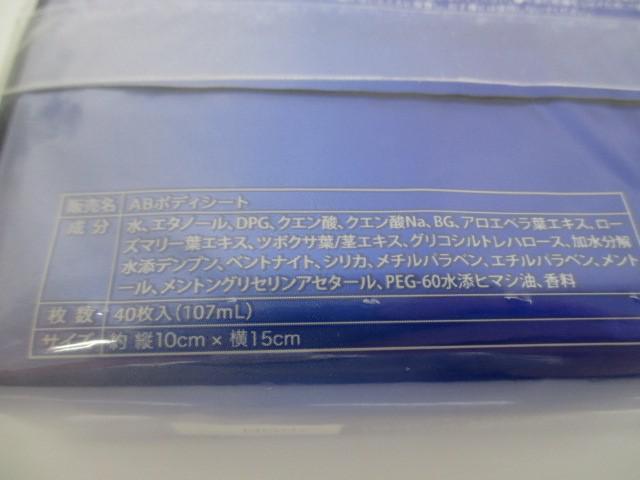 販売名 ABボディシート
成分 水、エタノール、DPG、クエン酸、クエン酸Na、BG、アロエベラ葉エキス、ロー
ズマリー葉エキス、ツボクサ葉/茎エキス、グリコシルトレハロース、加水分解
水添デンプン、ベントナイト、シリカ、メチルパラベン、エチルパラベン、メント
ール、メントングリセリンアセタール、PEG-60水添ヒマシ油、香料
枚数 40枚入(107mL)
サイズ 約 縦10cm × 横15cm